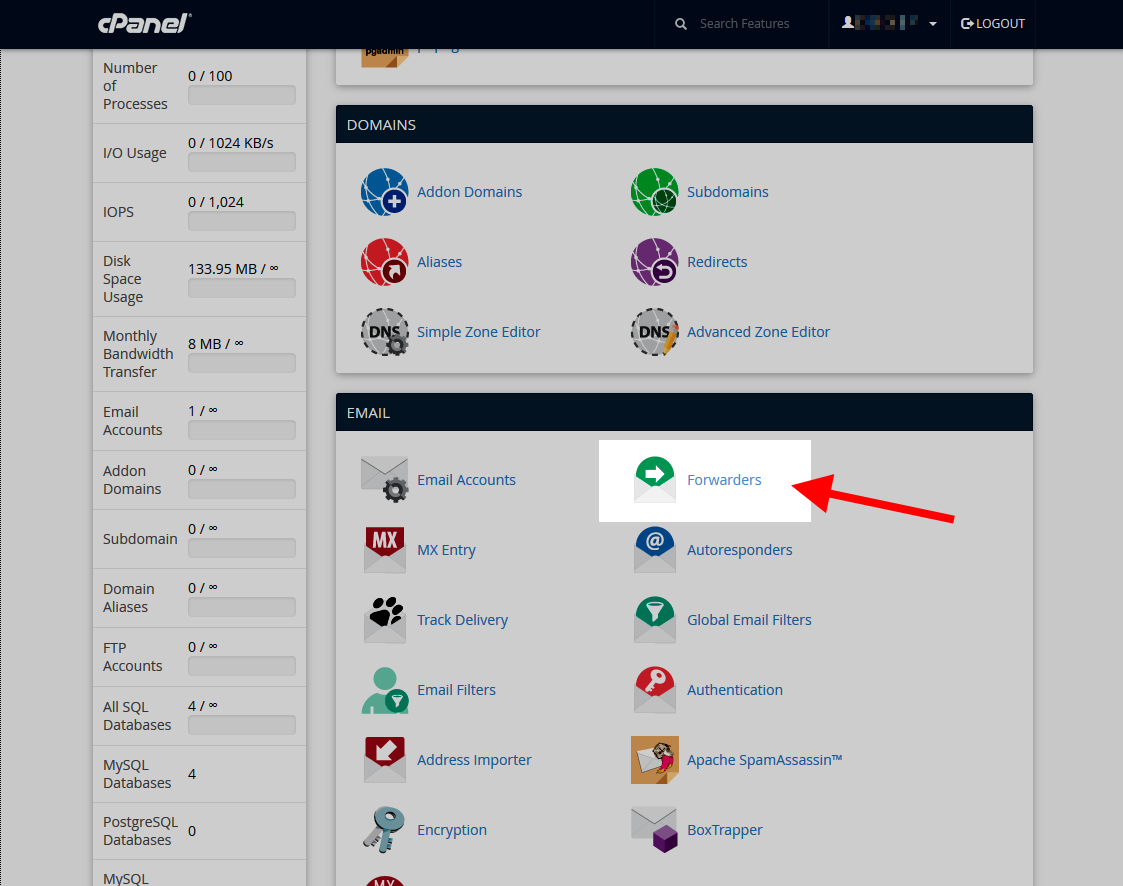 cPanel®
Search Features
LOGOUT
pgadmin
Number
of
Processes
0 / 100
I/O Usage
0 / 1024 KB/s
IOPS
0 / 1,024
Disk
Space
Usage
133.95 MB / ∞
Monthly
Bandwidth
Transfer
8 MB / ∞
Email
Accounts
1 / ∞
Addon
Domains
0 / ∞
Subdomain
0 / ∞
Domain
Aliases
0 / ∞
FTP
Accounts
0 / ∞
All SQL
Databases
4 / ∞
MySQL
Databases
4
PostgreSQL
Databases
0
MySQL
DOMAINS
Addon Domains
Subdomains
Aliases
Redirects
DNS
Simple Zone Editor
DNS
Advanced Zone Editor
EMAIL
Email Accounts
Forwarders
MX
MX Entry
@
Autoresponders
Track Delivery
Global Email Filters
Email Filters
Authentication
Address Importer
Apache SpamAssassin™
Encryption
BoxTrapper
MY